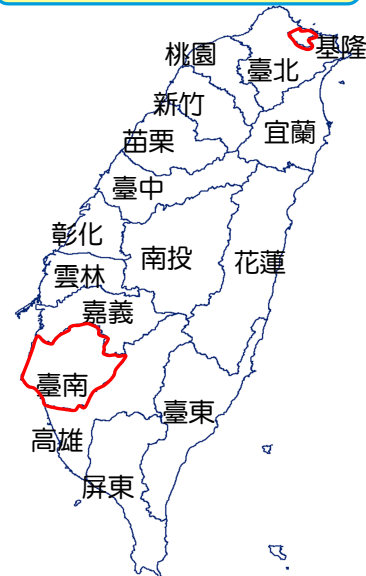 基隆
桃園
臺北
新竹
宜蘭
苗栗
臺中
彰化
南投
花蓮
雲林
嘉義
臺南
臺東
高雄
屏東